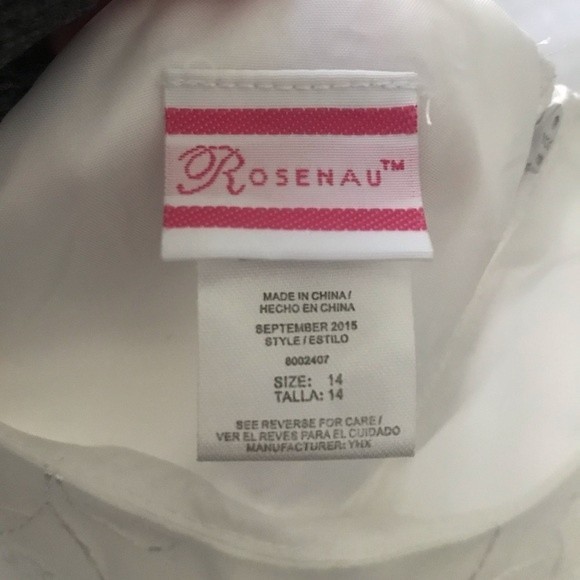 ROSENAU™
MADE IN CHINA /
HECHO EN CHINA
SEPTEMBER 2015
STYLE / ESTILO
6002407
SIZE: 14
TALLA: 14
SEE REVERSE FOR CARE /
VER EL REVES PARA EL CUIDADO
MANUFACTURER: YHX